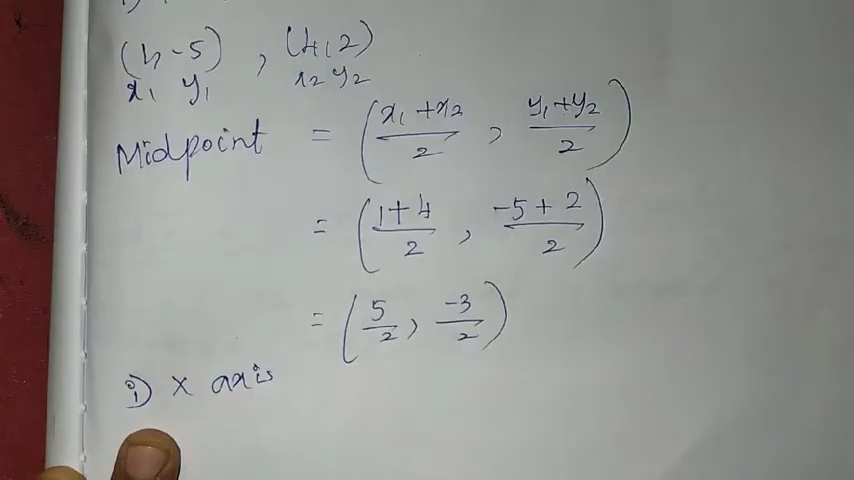 (1, -5) , (4, 2)
x₁ y₁ x₂ y₂
Midpoint = (x₁ + x₂ / 2 , y₁ + y₂ / 2)
= (1 + 4 / 2 , -5 + 2 / 2)
= (5 / 2 , -3 / 2)
i) X axis